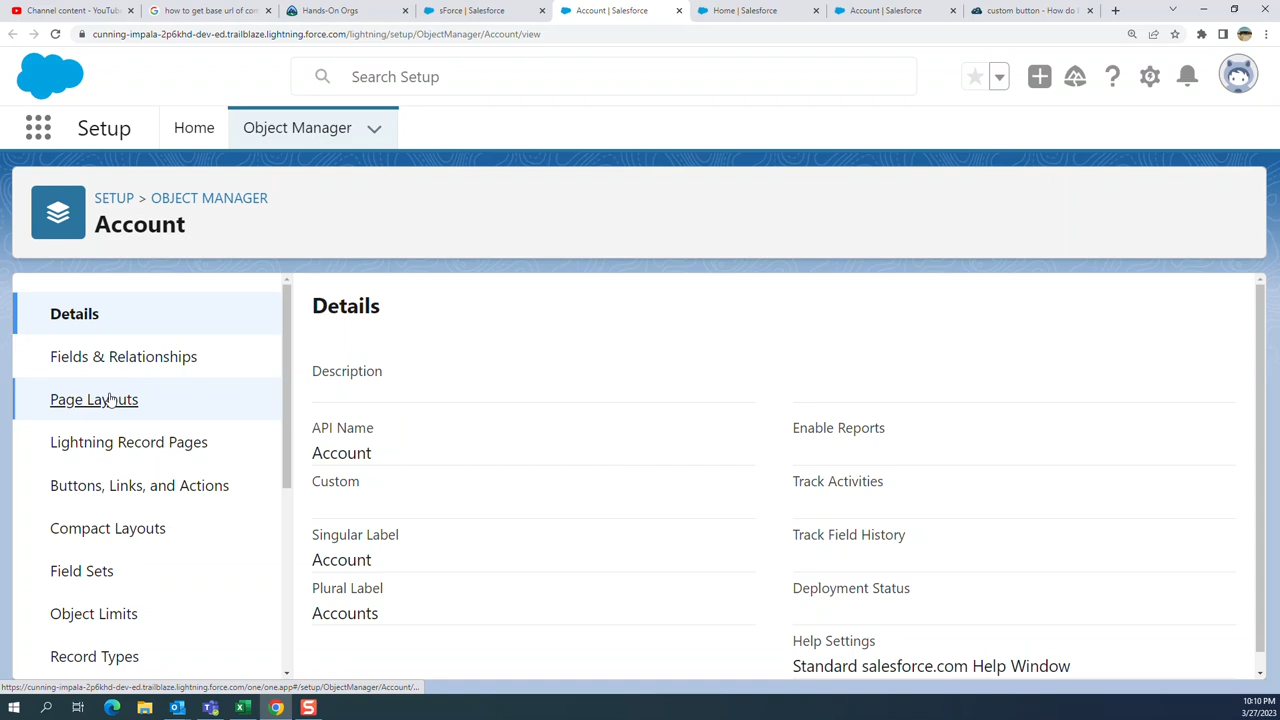 Channel content - YouTube
how to get base url of com
Hands-On Orgs
sForce | Salesforce
Account | Salesforce
Home | Salesforce
Account | Salesforce
custom button - How do I
cunning-impala-2p6khd-dev-ed.trailblaze.lightning.force.com/lightning/setup/ObjectManager/Account/view
Search Setup
Setup
Home
Object Manager
SETUP > OBJECT MANAGER
Account
Details
Fields & Relationships
Page Layouts
Lightning Record Pages
Buttons, Links, and Actions
Compact Layouts
Field Sets
Object Limits
Record Types
Details
Description
API Name
Account
Custom
Singular Label
Account
Plural Label
Accounts
Enable Reports
Track Activities
Track Field History
Deployment Status
Help Settings
Standard salesforce.com Help Window
https://cunning-impala-2p6khd-dev-ed.trailblaze.lightning.force.com/one/one.app#/setup/ObjectManager/Account/...
10:10 PM
3/27/2023